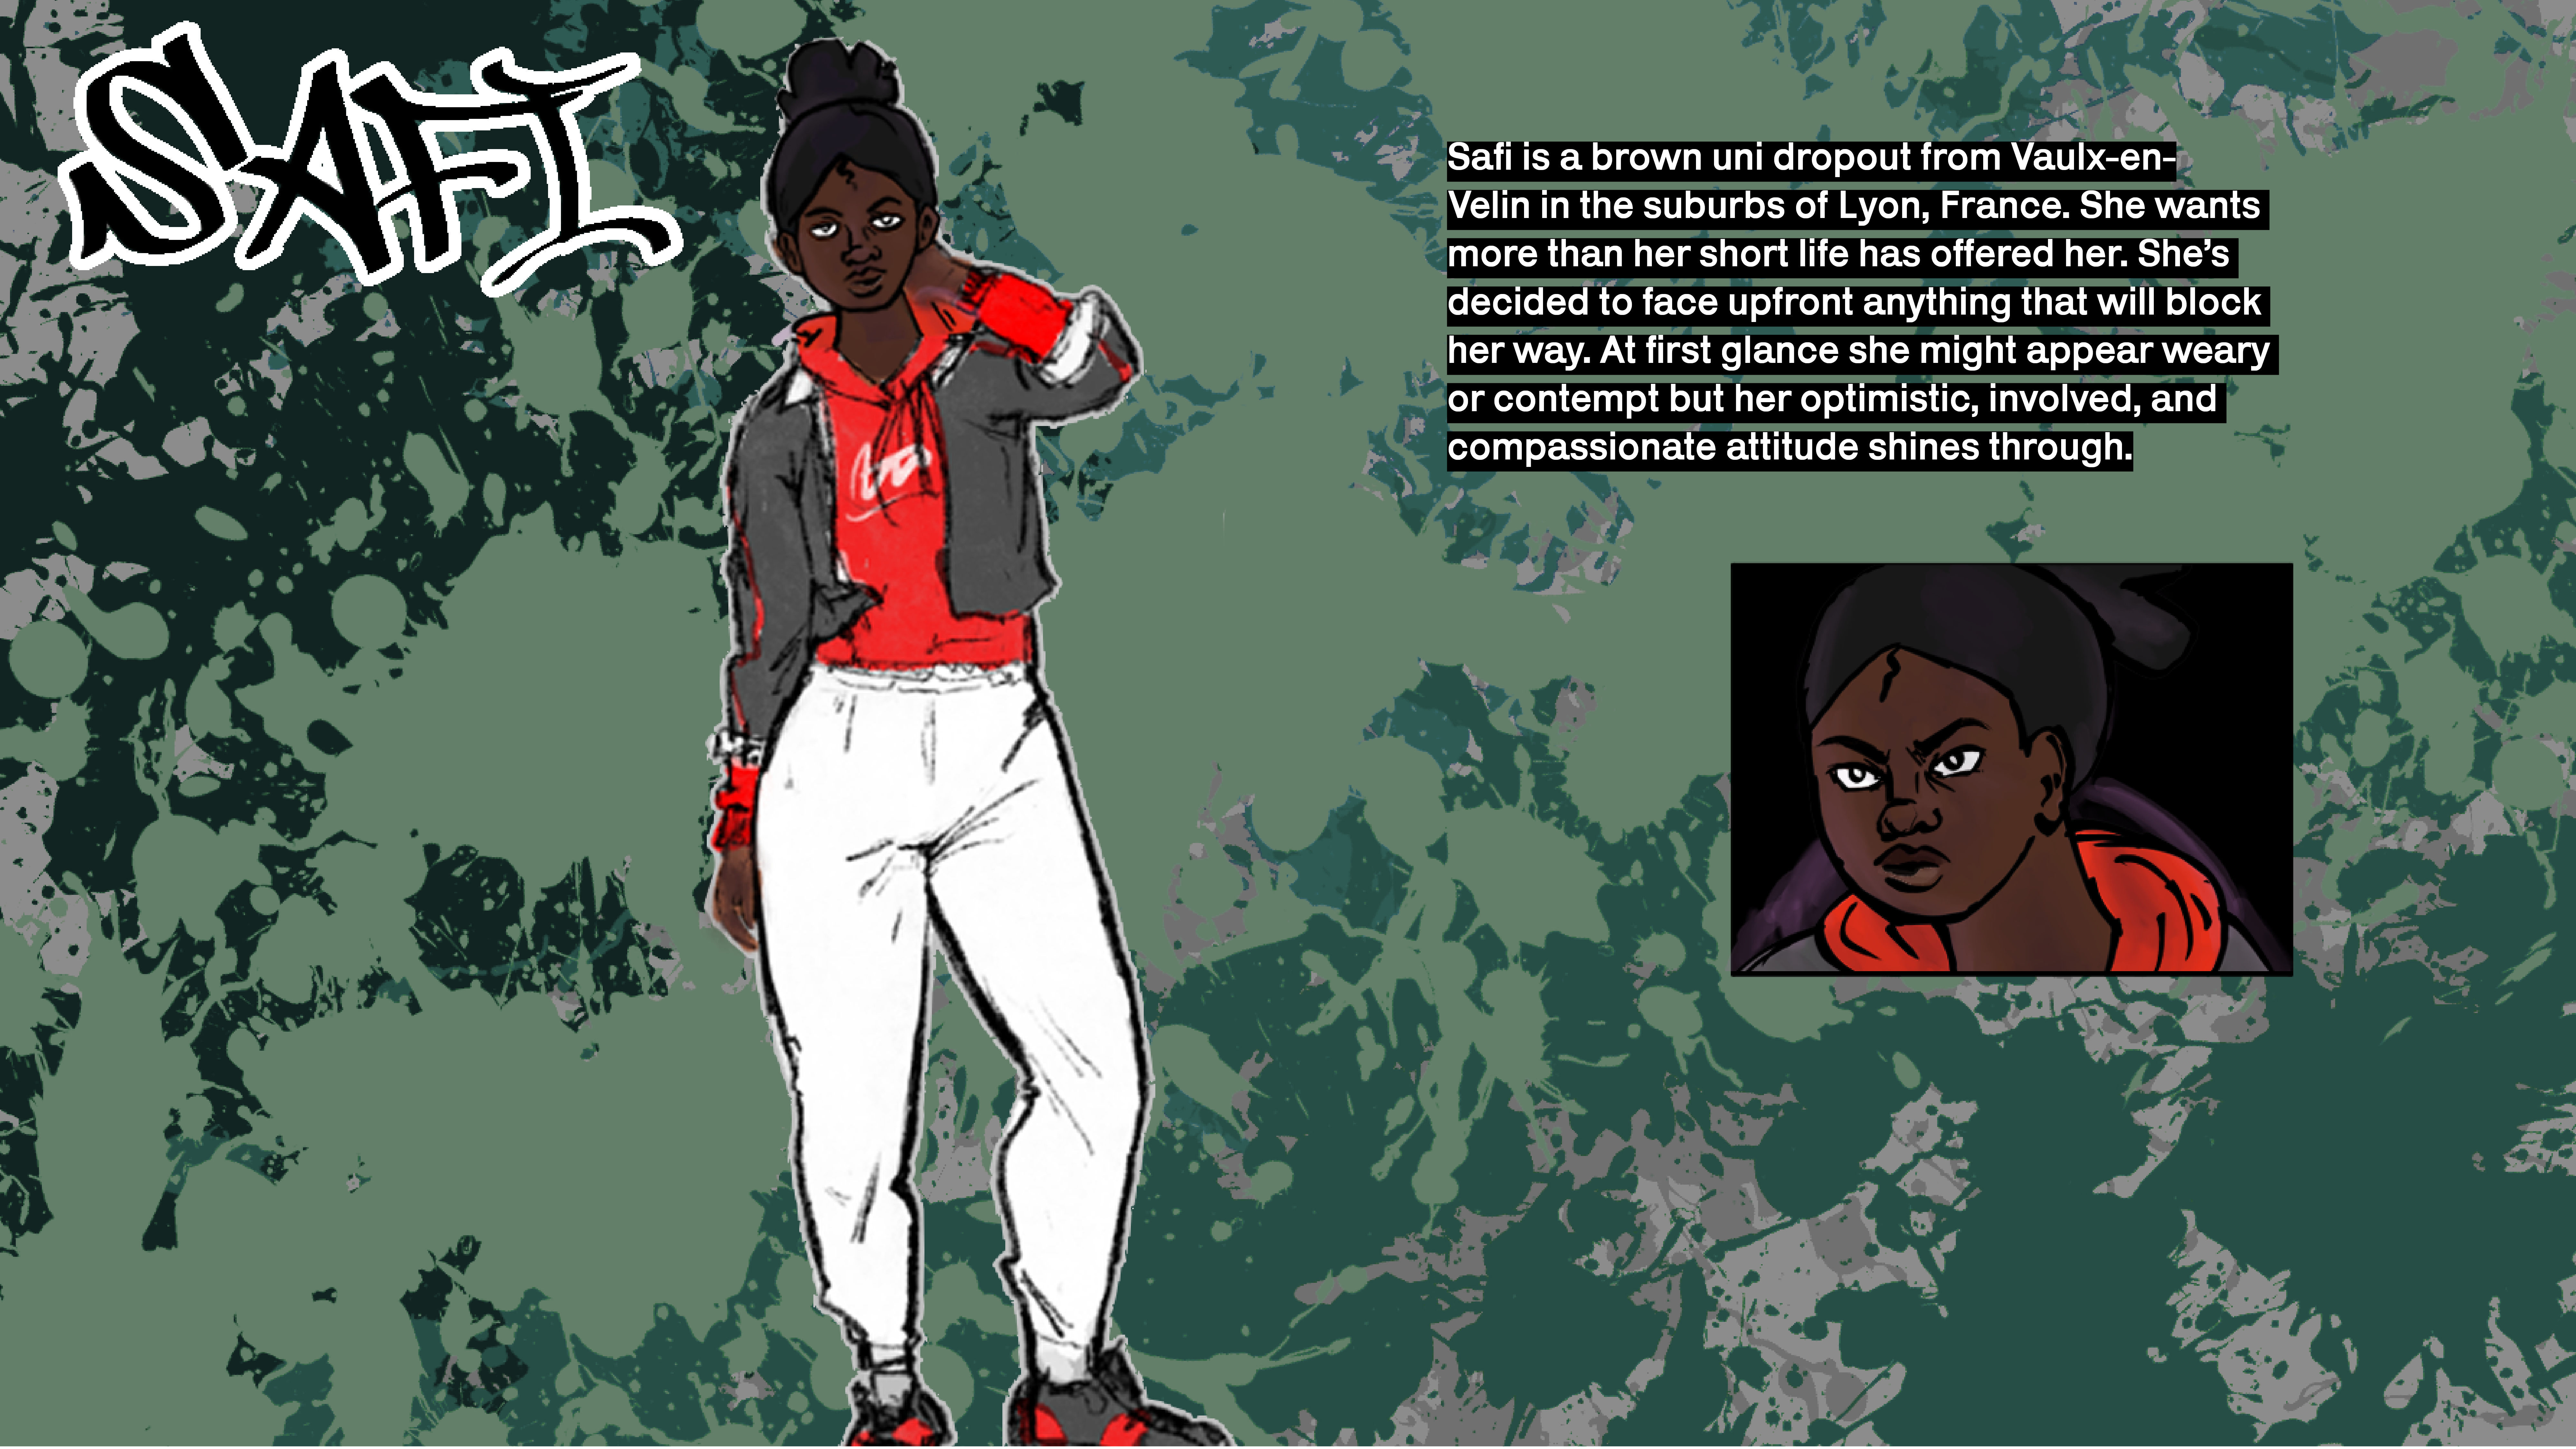 SAFI
Safi is a brown uni dropout from Vaulx-en-
Velin in the suburbs of Lyon, France. She wants
more than her short life has offered her. She’s
decided to face upfront anything that will block
her way. At first glance she might appear weary
or contempt but her optimistic, involved, and
compassionate attitude shines through.